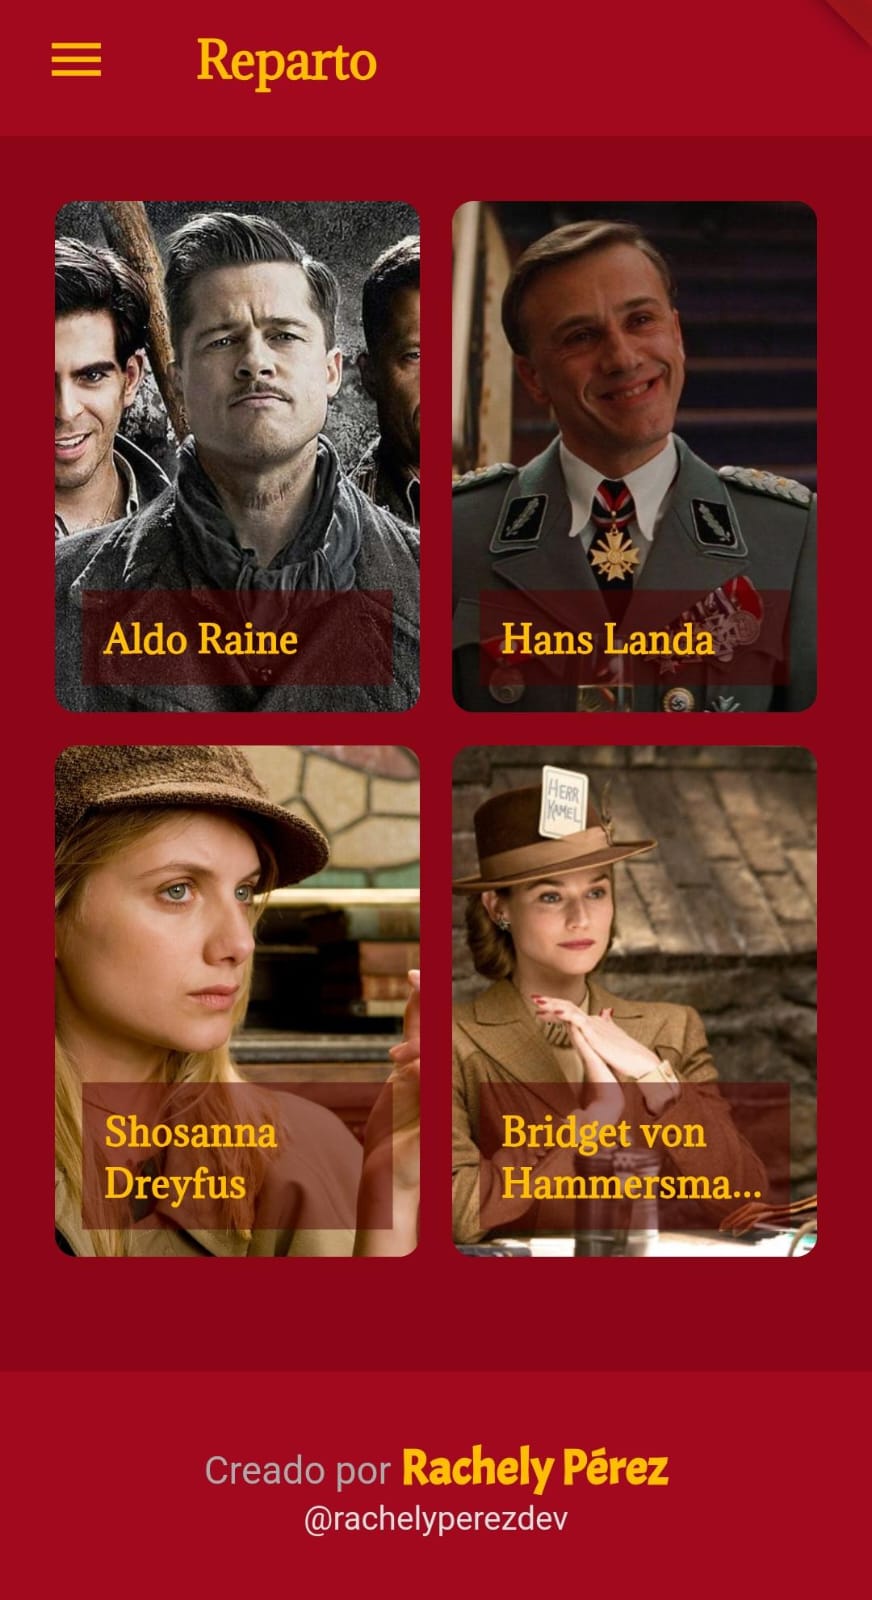 Reparto
Aldo Raine
Hans Landa
Shosanna
Dreyfus
HERR
KAMEL
Bridget von
Hammersma...
Creado por Rachely Pérez
@rachelyperezdev